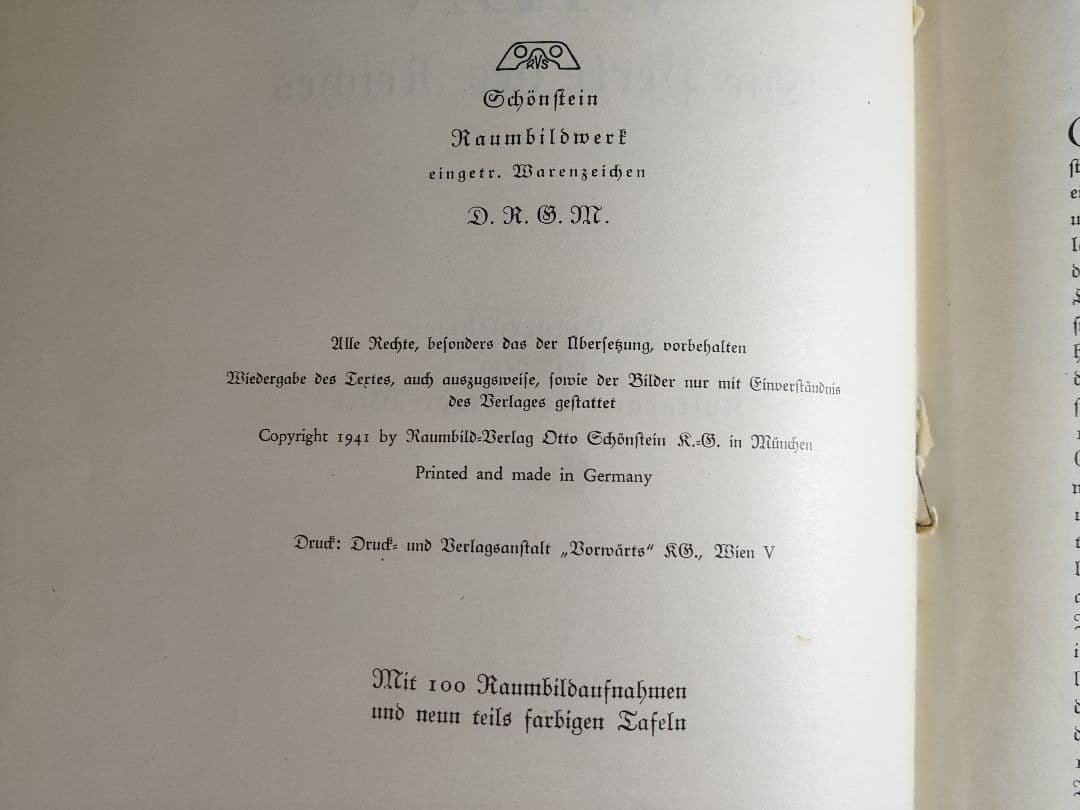 RVS
Schönstein
Raumbildwerk
eingetr. Warenzeichen
D. R. G. M.
Alle Rechte, besonders das der Übersetzung, vorbehalten
Wiedergabe des Textes, auch auszugsweise, sowie der Bilder nur mit Einverständnis
des Verlages gestattet
Copyright 1941 by Raumbild-Verlag Otto Schönstein K.-G. in München
Printed and made in Germany
Druck: Druck- und Verlagsanstalt „Vorwärts“ KG., Wien V
Mit 100 Raumbildaufnahmen
und neun teils farbigen Tafeln